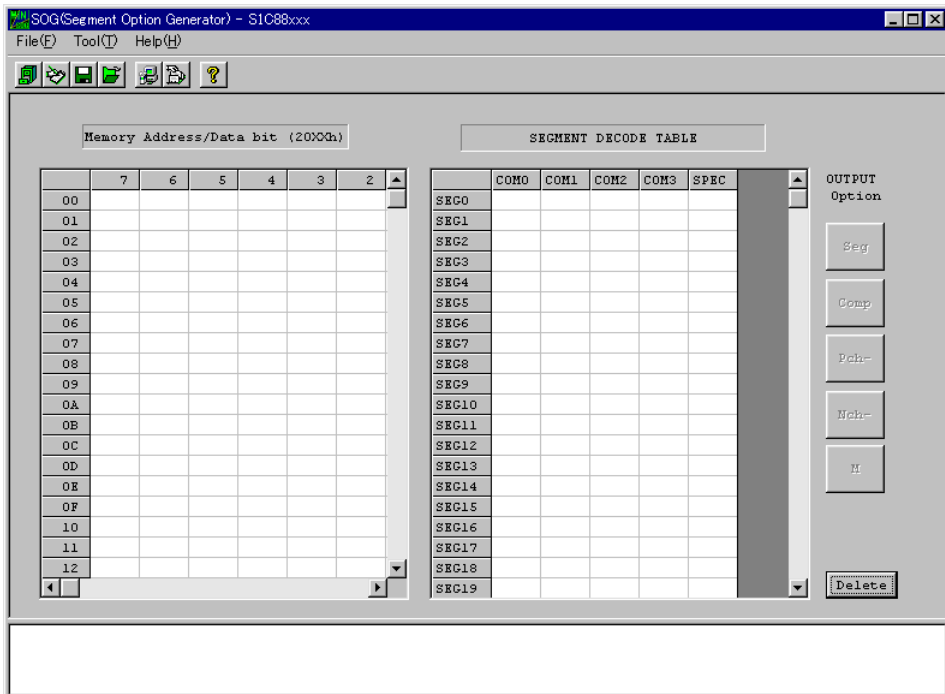 SOG(Segment Option Generator) - S1C88xxx
File(F) Tool(T) Help(H)
Memory Address/Data bit (20XXh)
SEGMENT DECODE TABLE
7 6 5 4 3 2
COM0 COM1 COM2 COM3 SPEC
OUTPUT
Option
00
01
02
03
04
05
06
07
08
09
0A
0B
0C
0D
0E
0F
10
11
12
SEG0
SEG1
SEG2
SEG3
SEG4
SEG5
SEG6
SEG7
SEG8
SEG9
SEG10
SEG11
SEG12
SEG13
SEG14
SEG15
SEG16
SEG17
SEG18
SEG19
Seg
Comp
Pch-
Nch-
M
Delete